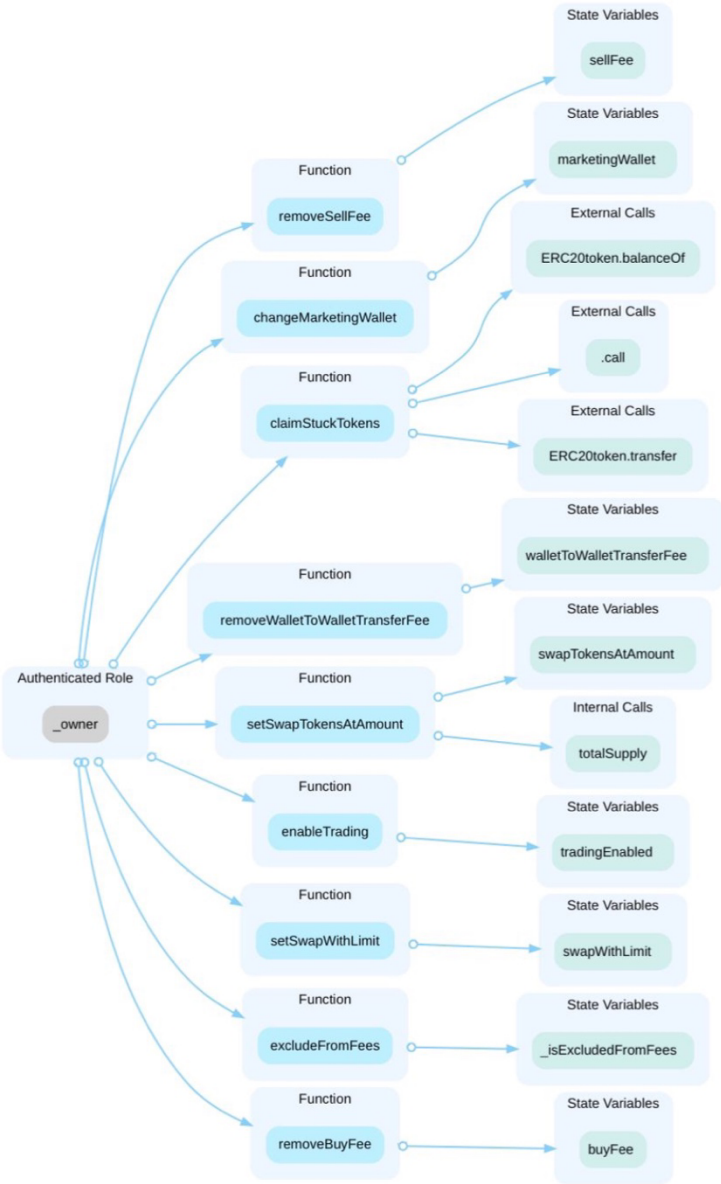 State Variables
sellFee
State Variables
marketingWallet
Function
removeSellFee
External Calls
ERC20token.balanceOf
Function
changeMarketingWallet
External Calls
.call
Function
claimStuckTokens
External Calls
ERC20token.transfer
State Variables
walletToWalletTransferFee
Function
removeWalletToWalletTransferFee
State Variables
swapTokensAtAmount
Authenticated Role
_owner
Function
setSwapTokensAtAmount
Internal Calls
totalSupply
Function
enableTrading
State Variables
tradingEnabled
Function
setSwapWithLimit
State Variables
swapWithLimit
Function
excludeFromFees
State Variables
_isExcludedFromFees
Function
removeBuyFee
State Variables
buyFee